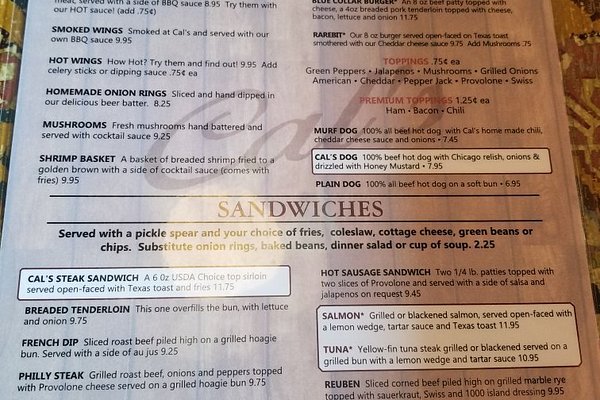 meat, served with a side of BBQ sauce 8.95 Try them with
our HOT sauce! (add .75¢)
SMOKED WINGS Smoked at Cal's and served with our
own BBQ sauce 9.95
HOT WINGS How Hot? Try them and find out! 9.95 Add
celery sticks or dipping sauce .75¢ ea
HOMEMADE ONION RINGS Sliced and hand dipped in
our delicious beer batter. 8.25
MUSHROOMS Fresh mushrooms hand battered and
served with cocktail sauce 9.25
SHRIMP BASKET A basket of breaded shrimp fried to a
golden brown with a side of cocktail sauce (comes with
fries) 9.95
BLUE COLLAR BURGER* An 8 oz beef patty topped with
cheese, a 4oz breaded pork tenderloin topped with cheese,
bacon, lettuce and onion 11.75
RAREBIT* Our 8 oz burger served open-faced on Texas toast
smothered with our Cheddar cheese sauce 9.75 Add Mushrooms .75
TOPPINGS .75¢ ea
Green Peppers • Jalapenos • Mushrooms • Grilled Onions
American • Cheddar • Pepper Jack • Provolone • Swiss
PREMIUM TOPPINGS 1.25¢ ea
Ham • Bacon • Chili
MURF DOG 100% all beef hot dog with Cal's home made chili,
cheddar cheese sauce and onions • 7.45
CAL'S DOG 100% beef hot dog with Chicago relish, onions &
drizzled with Honey Mustard • 7.95
PLAIN DOG 100% all beef hot dog on a soft bun • 6.95
Cal's
SANDWICHES
Served with a pickle spear and your choice of fries, coleslaw, cottage cheese, green beans or
chips. Substitute onion rings, baked beans, dinner salad or cup of soup. 2.25
CAL'S STEAK SANDWICH A 6 oz USDA Choice top sirloin
served open-faced with Texas toast and fries 11.75
BREADED TENDERLOIN This one overfills the bun, with lettuce
and onion 9.75
FRENCH DIP Sliced roast beef piled high on a grilled hoagie
bun. Served with a side of au jus 9.25
PHILLY STEAK Grilled roast beef, onions and peppers topped
with Provolone cheese served on a grilled hoagie bun 9.75
HOT SAUSAGE SANDWICH Two 1/4 lb. patties topped with
two slices of Provolone and served with a side of salsa and
jalapenos on request 9.45
SALMON* Grilled or blackened salmon, served open-faced with
a lemon wedge, tartar sauce and Texas toast 11.95
TUNA* Yellow-fin tuna steak grilled or blackened, served on a
grilled bun with a lemon wedge and tartar sauce 10.95
REUBEN Sliced corned beef piled high on grilled marble rye
topped with sauerkraut, Swiss and 1000 island dressing 9.95